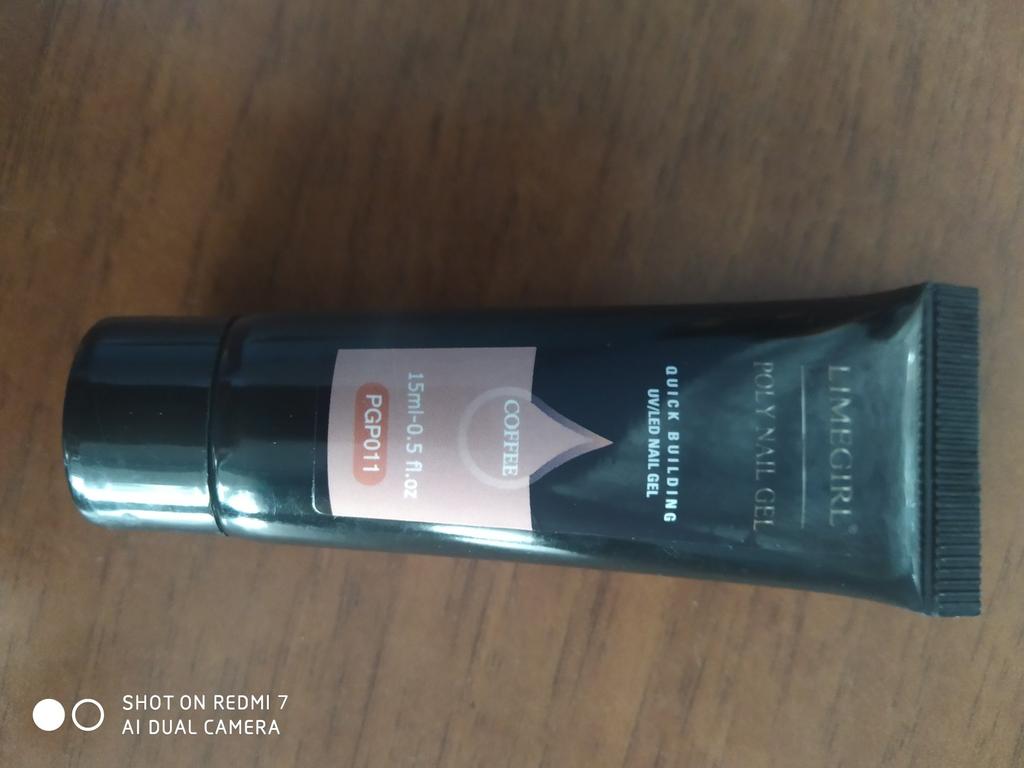 LIMEGIRL®
POLY NAIL GEL
QUICK BUILDING
UV/LED NAIL GEL
COFFEE
15ml-0.5 fl.oz
PGP011
SHOT ON REDMI 7
AI DUAL CAMERA